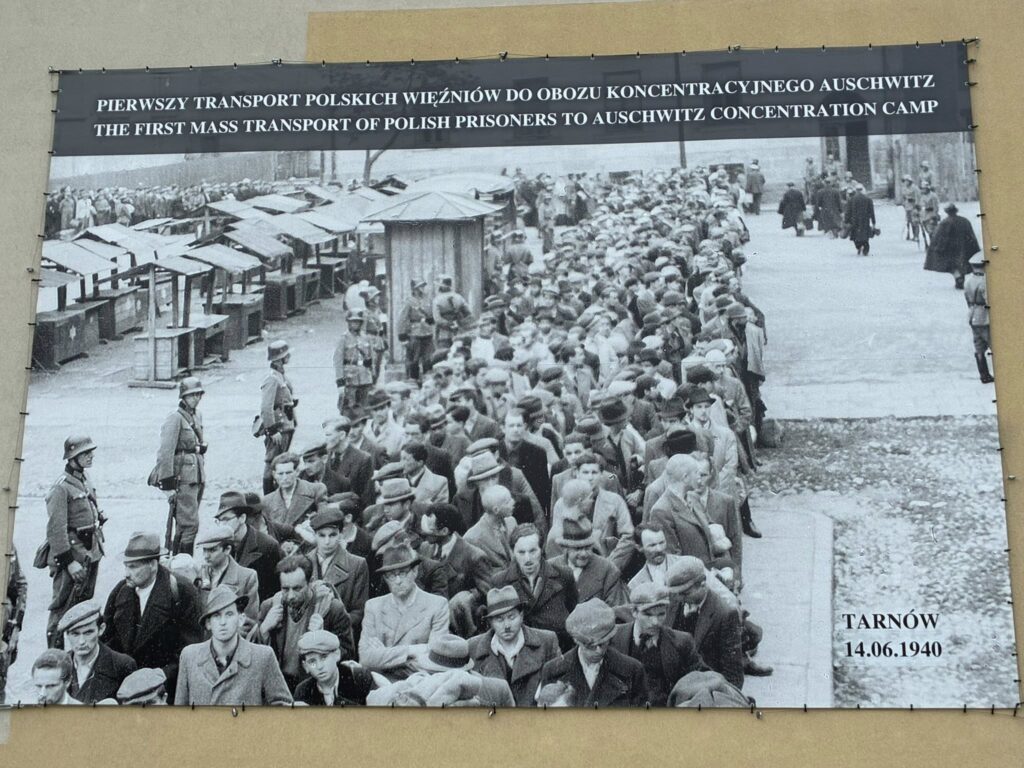 PIERWSZY TRANSPORT POLSKICH WIĘŹNIÓW DO OBOZU KONCENTRACYJNEGO AUSCHWITZ
THE FIRST MASS TRANSPORT OF POLISH PRISONERS TO AUSCHWITZ CONCENTRATION CAMP
TARNÓW
14.06.1940